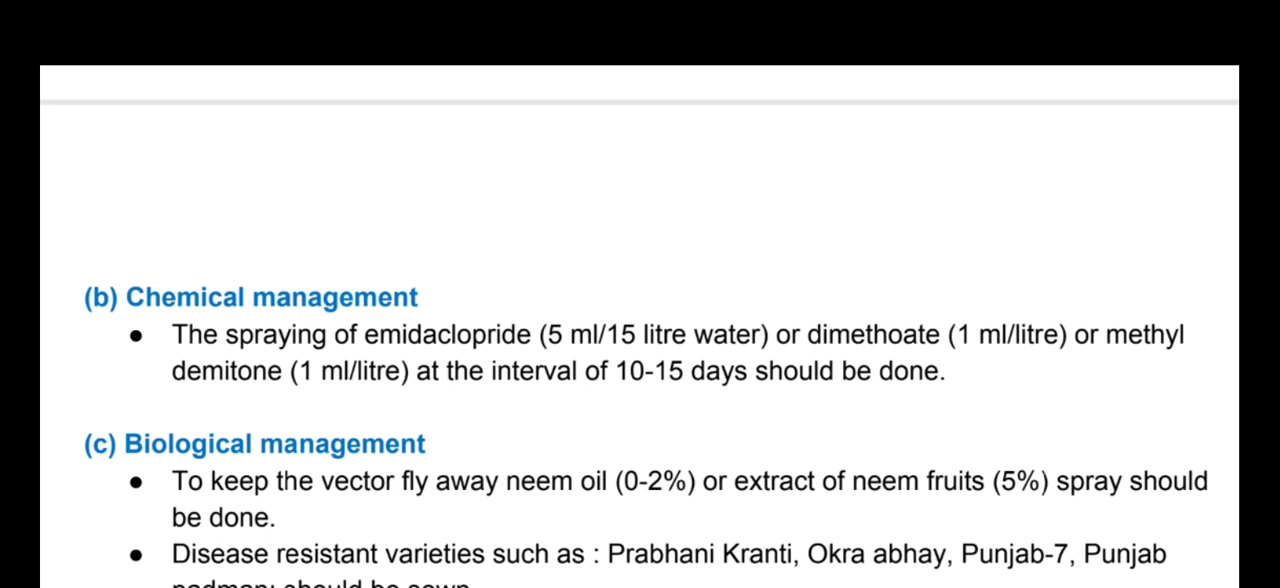 (b) Chemical management
● The spraying of emidaclopride (5 ml/15 litre water) or dimethoate (1 ml/litre) or methyl
demitone (1 ml/litre) at the interval of 10-15 days should be done.
(c) Biological management
● To keep the vector fly away neem oil (0-2%) or extract of neem fruits (5%) spray should
be done.
● Disease resistant varieties such as : Prabhani Kranti, Okra abhay, Punjab-7, Punjab
should be sown